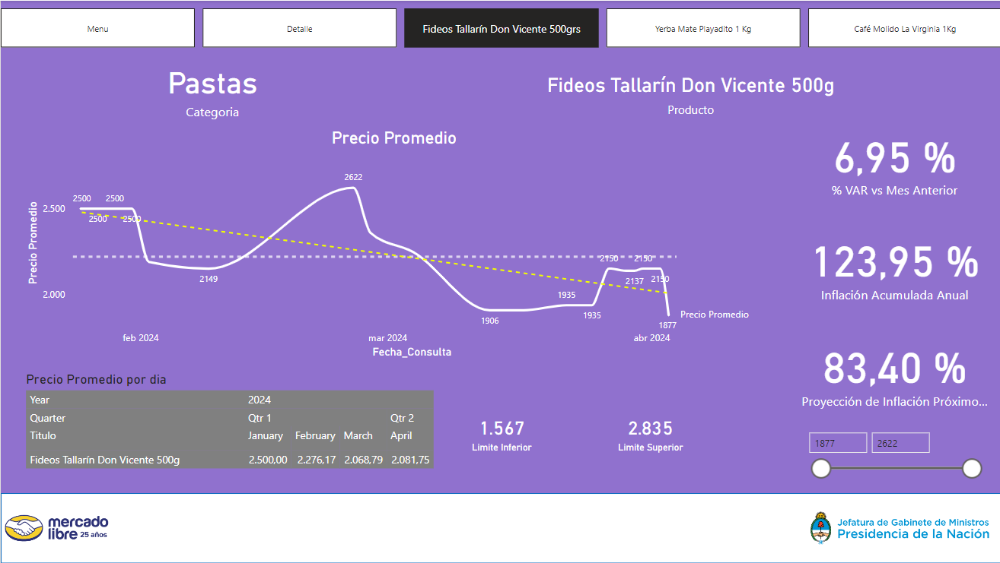 Menu
Detalle
Fideos Tallarín Don Vicente 500grs
Yerba Mate Playadito 1 Kg
Café Molido La Virginia 1Kg
Pastas
Categoria
Fideos Tallarín Don Vicente 500g
Producto
Precio Promedio
Precio Promedio
2.500
2.000
2500
2500
2500
2500
2149
2622
1906
1935
1935
2150
2137
2150
2150
1877
Precio Promedio
feb 2024
mar 2024
abr 2024
Fecha_Consulta
6,95 %
% VAR vs Mes Anterior
123,95 %
Inflación Acumulada Anual
83,40 %
Proyección de Inflación Próximo...
Precio Promedio por dia
Year 2024
Quarter Qtr 1 Qtr 2
Titulo January February March April
Fideos Tallarín Don Vicente 500g 2.500,00 2.276,17 2.068,79 2.081,75
1.567
Limite Inferior
2.835
Limite Superior
1877
2622
mercado
libre 25 años
Jefatura de Gabinete de Ministros
Presidencia de la Nación